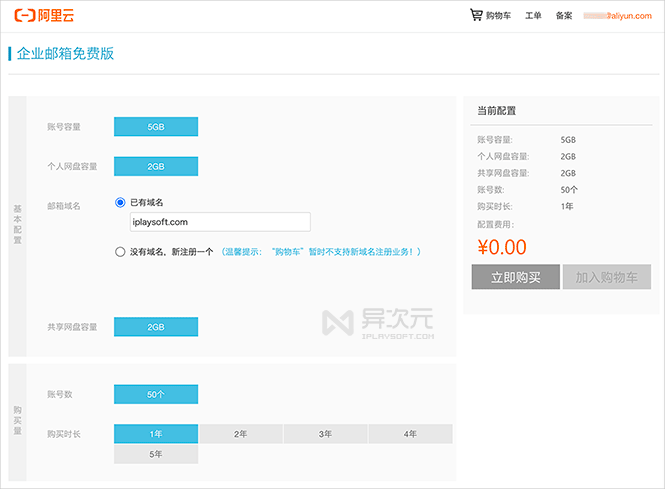 阿里云
购物车 工单 备案 @aliyun.com
企业邮箱免费版
基本配置
账号容量 5GB
个人网盘容量 2GB
邮箱域名 已有域名
iplaysoft.com
没有域名，新注册一个 （温馨提示：“购物车”暂时不支持新域名注册业务！）
共享网盘容量 2GB
异次元
IPLAYSOFT.COM
购买量
账号数 50个
购买时长 1年 2年 3年 4年
5年
当前配置
账号容量: 5GB
个人网盘容量: 2GB
共享网盘容量: 2GB
账号数: 50个
购买时长: 1年
配置费用:
¥0.00
立即购买 加入购物车